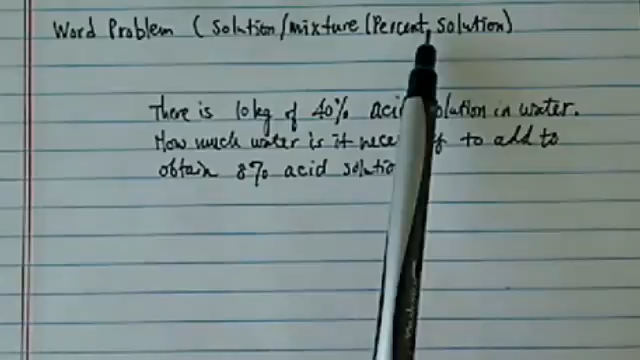 Word Problem (Solution/mixture (Percent solution)
There is 10kg of 40% acid solution in water.
How much water is it to add to
obtain 8% acid solution